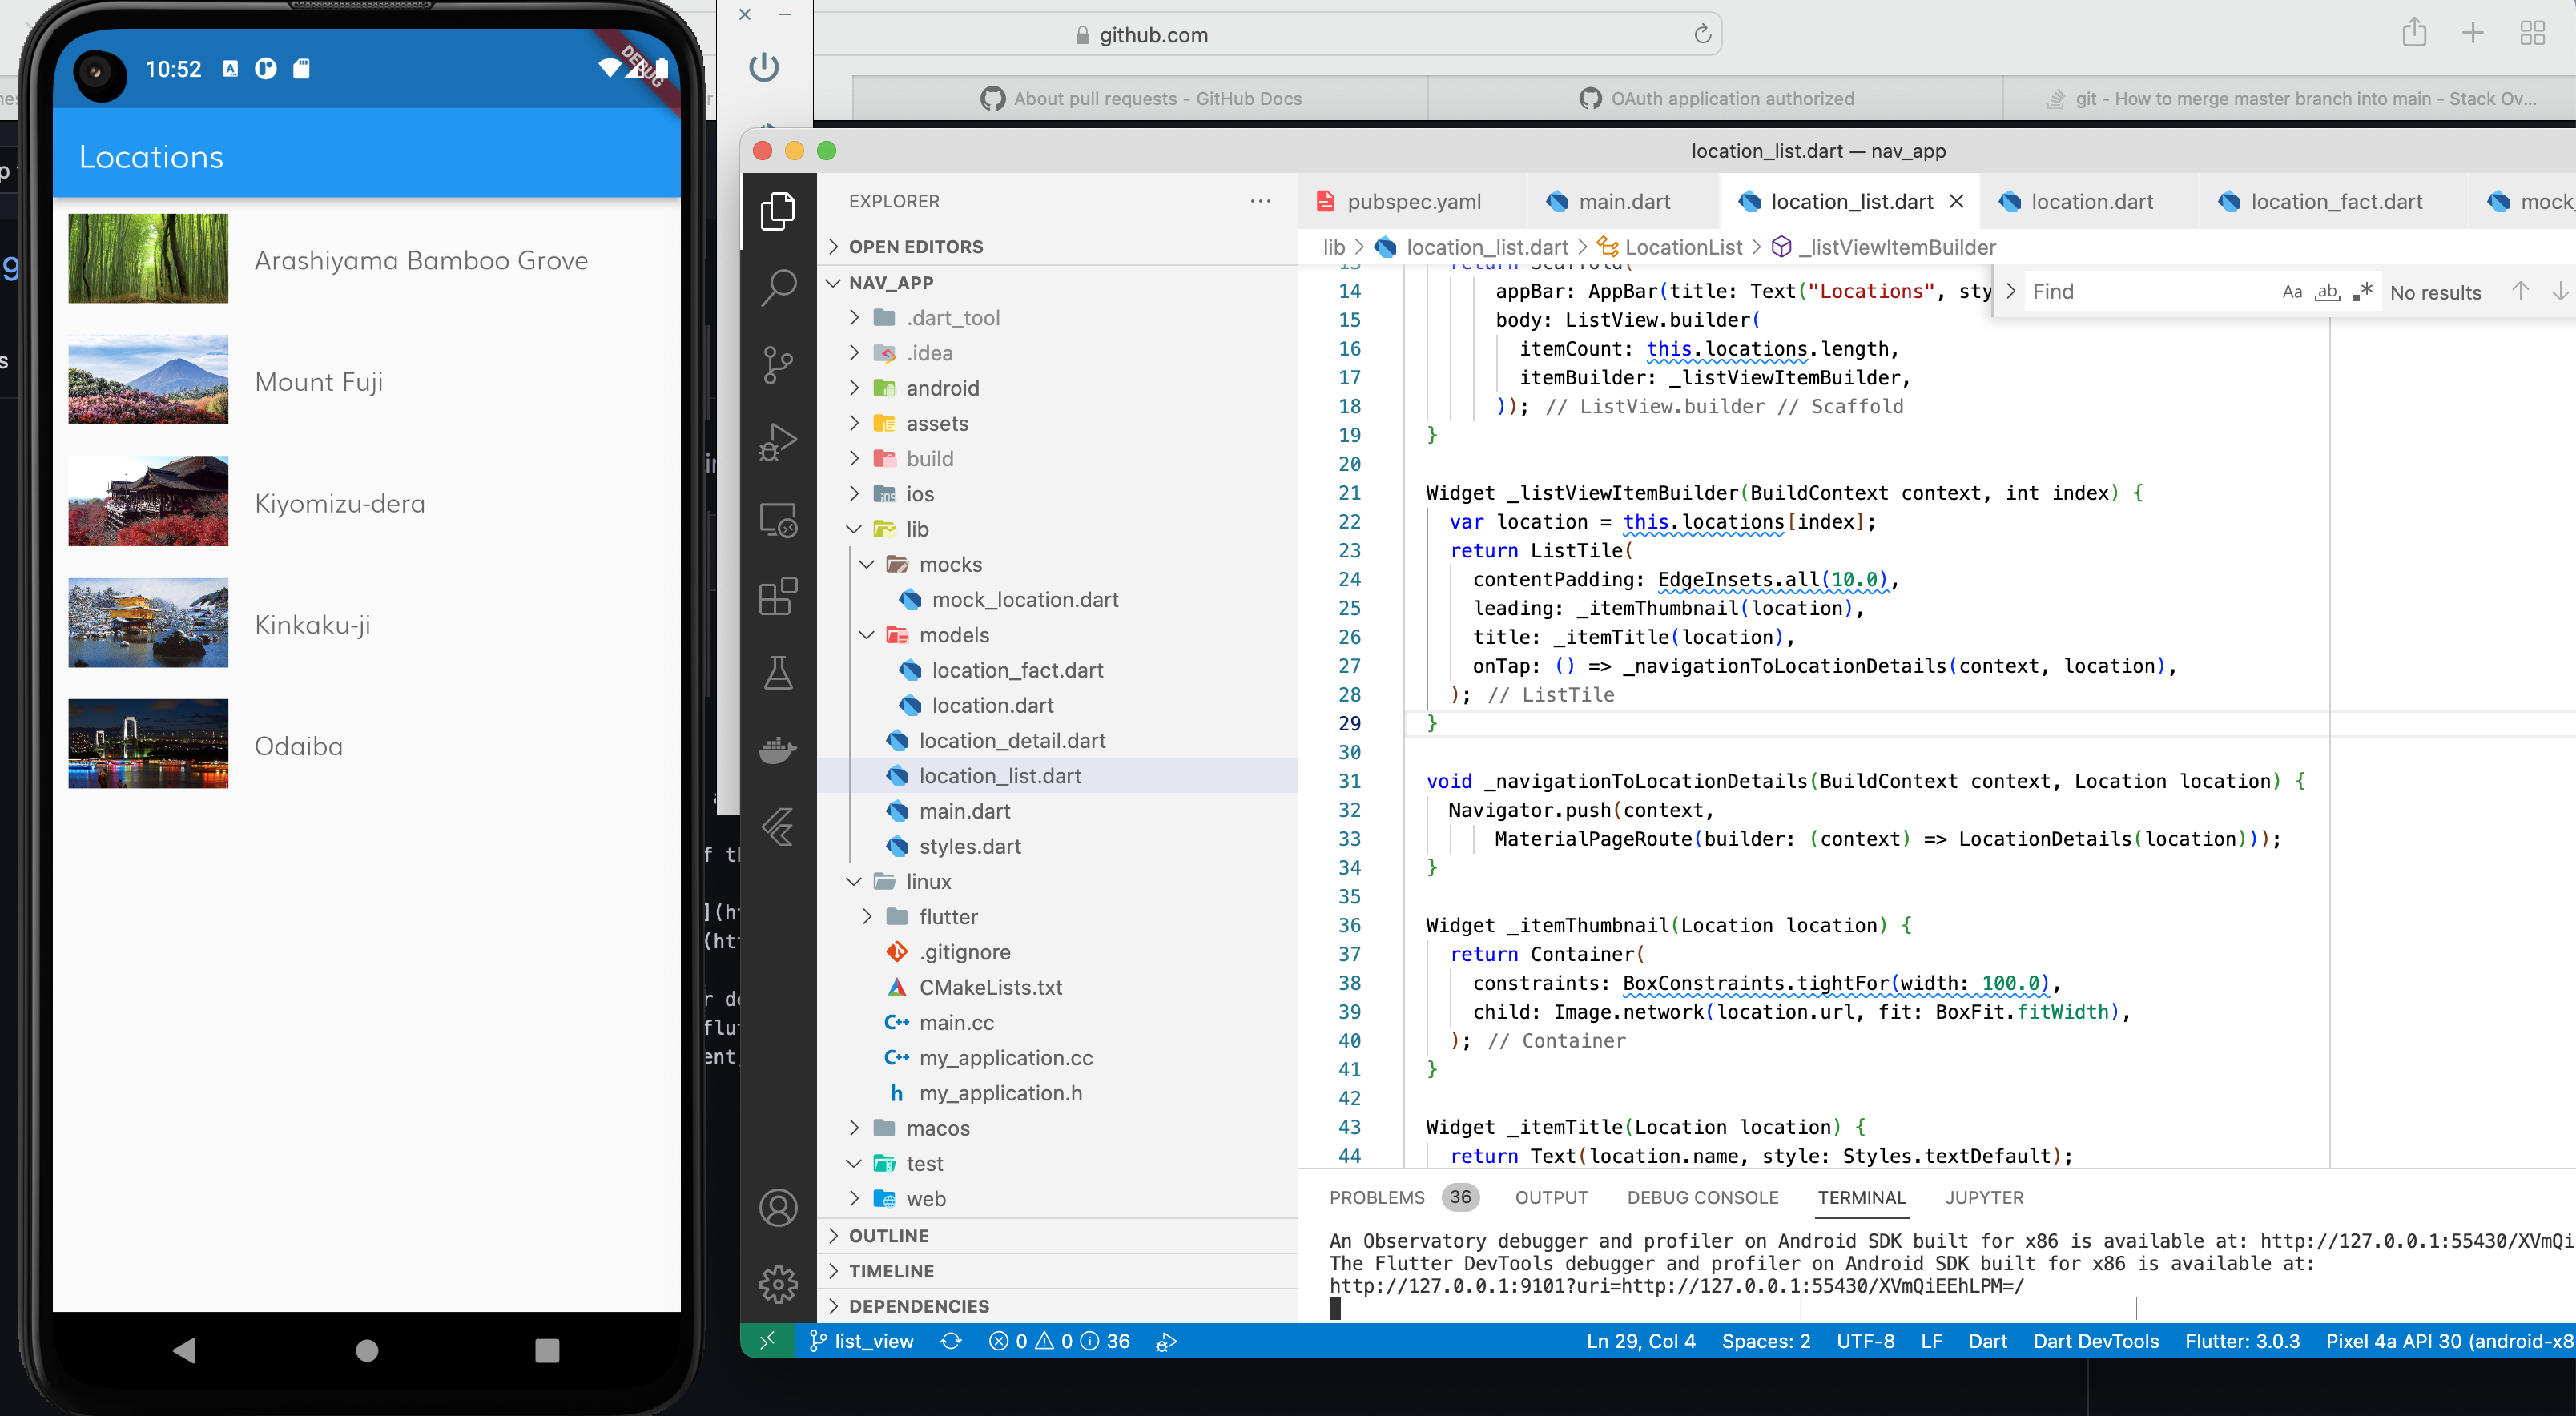 10:52
DEBUG
Locations
Arashiyama Bamboo Grove
Mount Fuji
Kiyomizu-dera
Kinkaku-ji
Odaiba
github.com
About pull requests - GitHub Docs
OAuth application authorized
git - How to merge master branch into main - Stack Ov...
location_list.dart — nav_app
EXPLORER
OPEN EDITORS
NAV_APP
.dart_tool
.idea
android
assets
build
ios
lib
mocks
mock_location.dart
models
location_fact.dart
location.dart
location_detail.dart
location_list.dart
main.dart
styles.dart
linux
flutter
.gitignore
CMakeLists.txt
C++ main.cc
C++ my_application.cc
h my_application.h
macos
test
web
OUTLINE
TIMELINE
DEPENDENCIES
pubspec.yaml main.dart location_list.dart location.dart location_fact.dart mock_
lib > location_list.dart > LocationList > _listViewItemBuilder
Find Aa ab .* No results
13 return Scaffold(
14 appBar: AppBar(title: Text("Locations", sty
15 body: ListView.builder(
16 itemCount: this.locations.length,
17 itemBuilder: _listViewItemBuilder,
18 )); // ListView.builder // Scaffold
19 }
20
21 Widget _listViewItemBuilder(BuildContext context, int index) {
22 var location = this.locations[index];
23 return ListTile(
24 contentPadding: EdgeInsets.all(10.0),
25 leading: _itemThumbnail(location),
26 title: _itemTitle(location),
27 onTap: () => _navigationToLocationDetails(context, location),
28 ); // ListTile
29 }
30
31 void _navigationToLocationDetails(BuildContext context, Location location) {
32 Navigator.push(context,
33 MaterialPageRoute(builder: (context) => LocationDetails(location)));
34 }
35
36 Widget _itemThumbnail(Location location) {
37 return Container(
38 constraints: BoxConstraints.tightFor(width: 100.0),
39 child: Image.network(location.url, fit: BoxFit.fitWidth),
40 ); // Container
41 }
42
43 Widget _itemTitle(Location location) {
44 return Text(location.name, style: Styles.textDefault);
PROBLEMS 36 OUTPUT DEBUG CONSOLE TERMINAL JUPYTER
An Observatory debugger and profiler on Android SDK built for x86 is available at: http://127.0.0.1:55430/XVmQi
The Flutter DevTools debugger and profiler on Android SDK built for x86 is available at:
http://127.0.0.1:9101?uri=http://127.0.0.1:55430/XVmQiEEhLPM=/
list_view 0 0 36 Ln 29, Col 4 Spaces: 2 UTF-8 LF Dart Dart DevTools Flutter: 3.0.3 Pixel 4a API 30 (android-x8